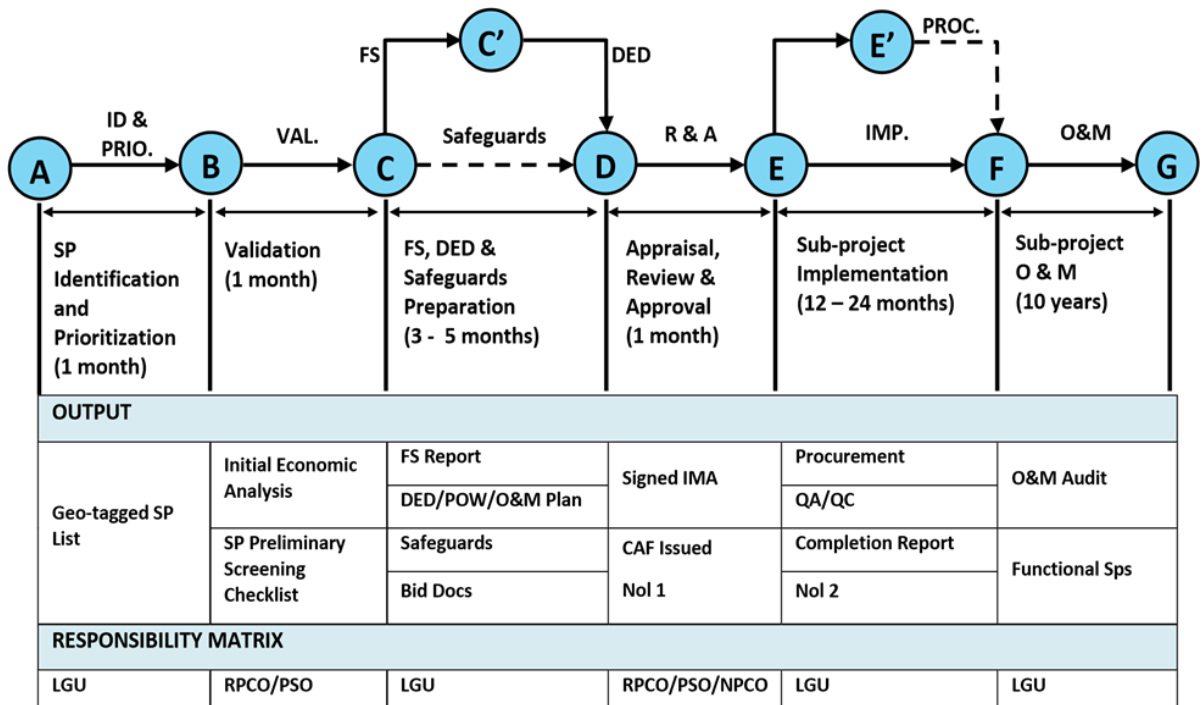 C’
E’
PROC.
FS
DED
ID &
PRIO.
VAL.
Safeguards
R & A
IMP.
O&M
A
B
C
D
E
F
G
SP
Identification
and
Prioritization
(1 month)
Validation
(1 month)
FS, DED &
Safeguards
Preparation
(3 - 5 months)
Appraisal,
Review &
Approval
(1 month)
Sub-project
Implementation
(12 – 24 months)
Sub-project
O & M
(10 years)
OUTPUT
Geo-tagged SP
List
Initial Economic
Analysis
SP Preliminary
Screening
Checklist
FS Report
DED/POW/O&M Plan
Safeguards
Bid Docs
Signed IMA
CAF Issued
Nol 1
Procurement
QA/QC
Completion Report
Nol 2
O&M Audit
Functional Sps
RESPONSIBILITY MATRIX
LGU
RPCO/PSO
LGU
RPCO/PSO/NPCO
LGU
LGU